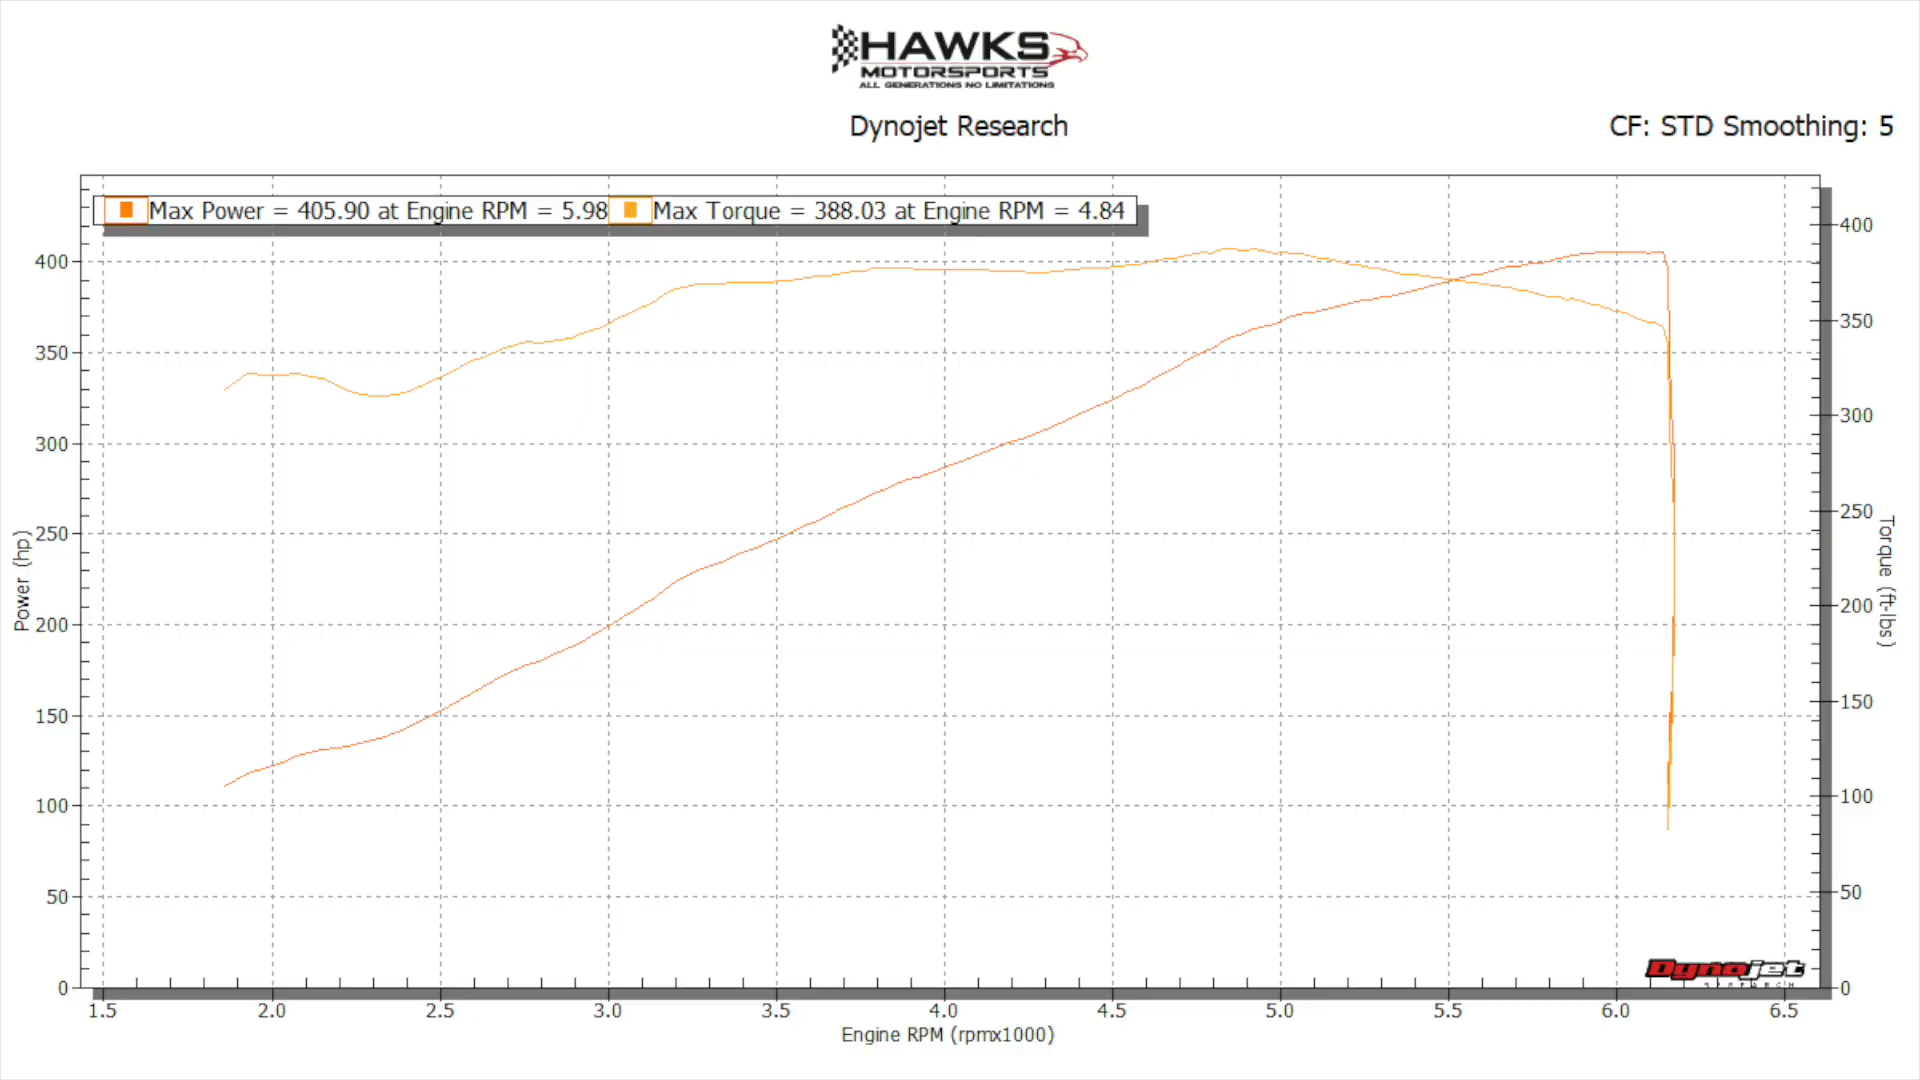 HAWKS
MOTORSPORTS
ALL GENERATIONS NO LIMITATIONS
Dynojet Research
CF: STD Smoothing: 5
Max Power = 405.90 at Engine RPM = 5.98
Max Torque = 388.03 at Engine RPM = 4.84
400
350
300
250
200
150
100
50
0
Power (hp)
400
350
300
250
200
150
100
50
0
Torque (ft-lbs)
Dynojet
RESEARCH
1.5 2.0 2.5 3.0 3.5 4.0 4.5 5.0 5.5 6.0 6.5
Engine RPM (rpmx1000)